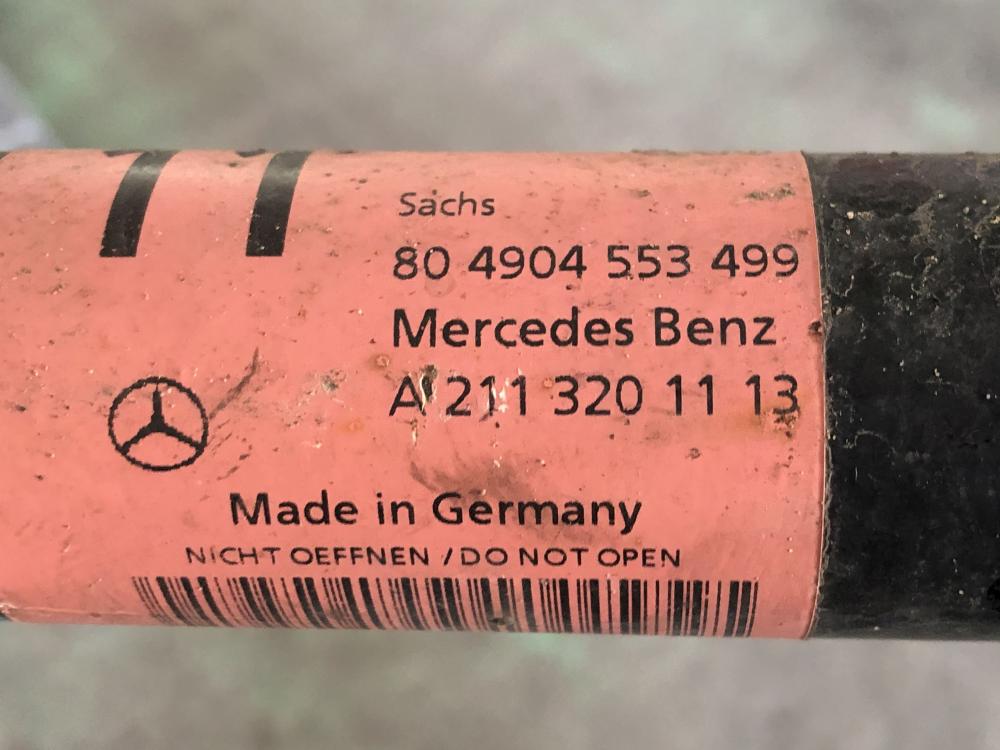 11
Sachs
80 4904 553 499
Mercedes Benz
A 211 320 11 13
Made in Germany
NICHT OEFFNEN / DO NOT OPEN